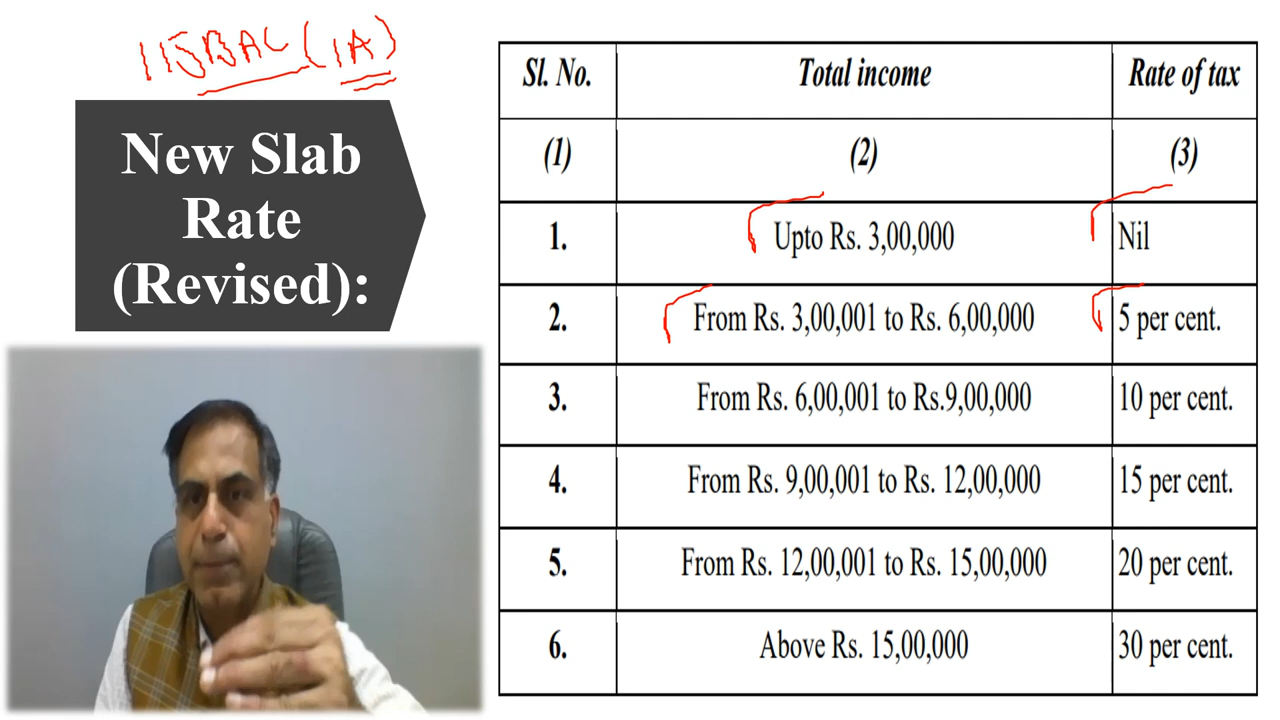 115BAC (1A)
New Slab
Rate
(Revised):
Sl. No. Total income Rate of tax
(1) (2) (3)
1. Upto Rs. 3,00,000 Nil
2. From Rs. 3,00,001 to Rs. 6,00,000 5 per cent.
3. From Rs. 6,00,001 to Rs.9,00,000 10 per cent.
4. From Rs. 9,00,001 to Rs. 12,00,000 15 per cent.
5. From Rs. 12,00,001 to Rs. 15,00,000 20 per cent.
6. Above Rs. 15,00,000 30 per cent.